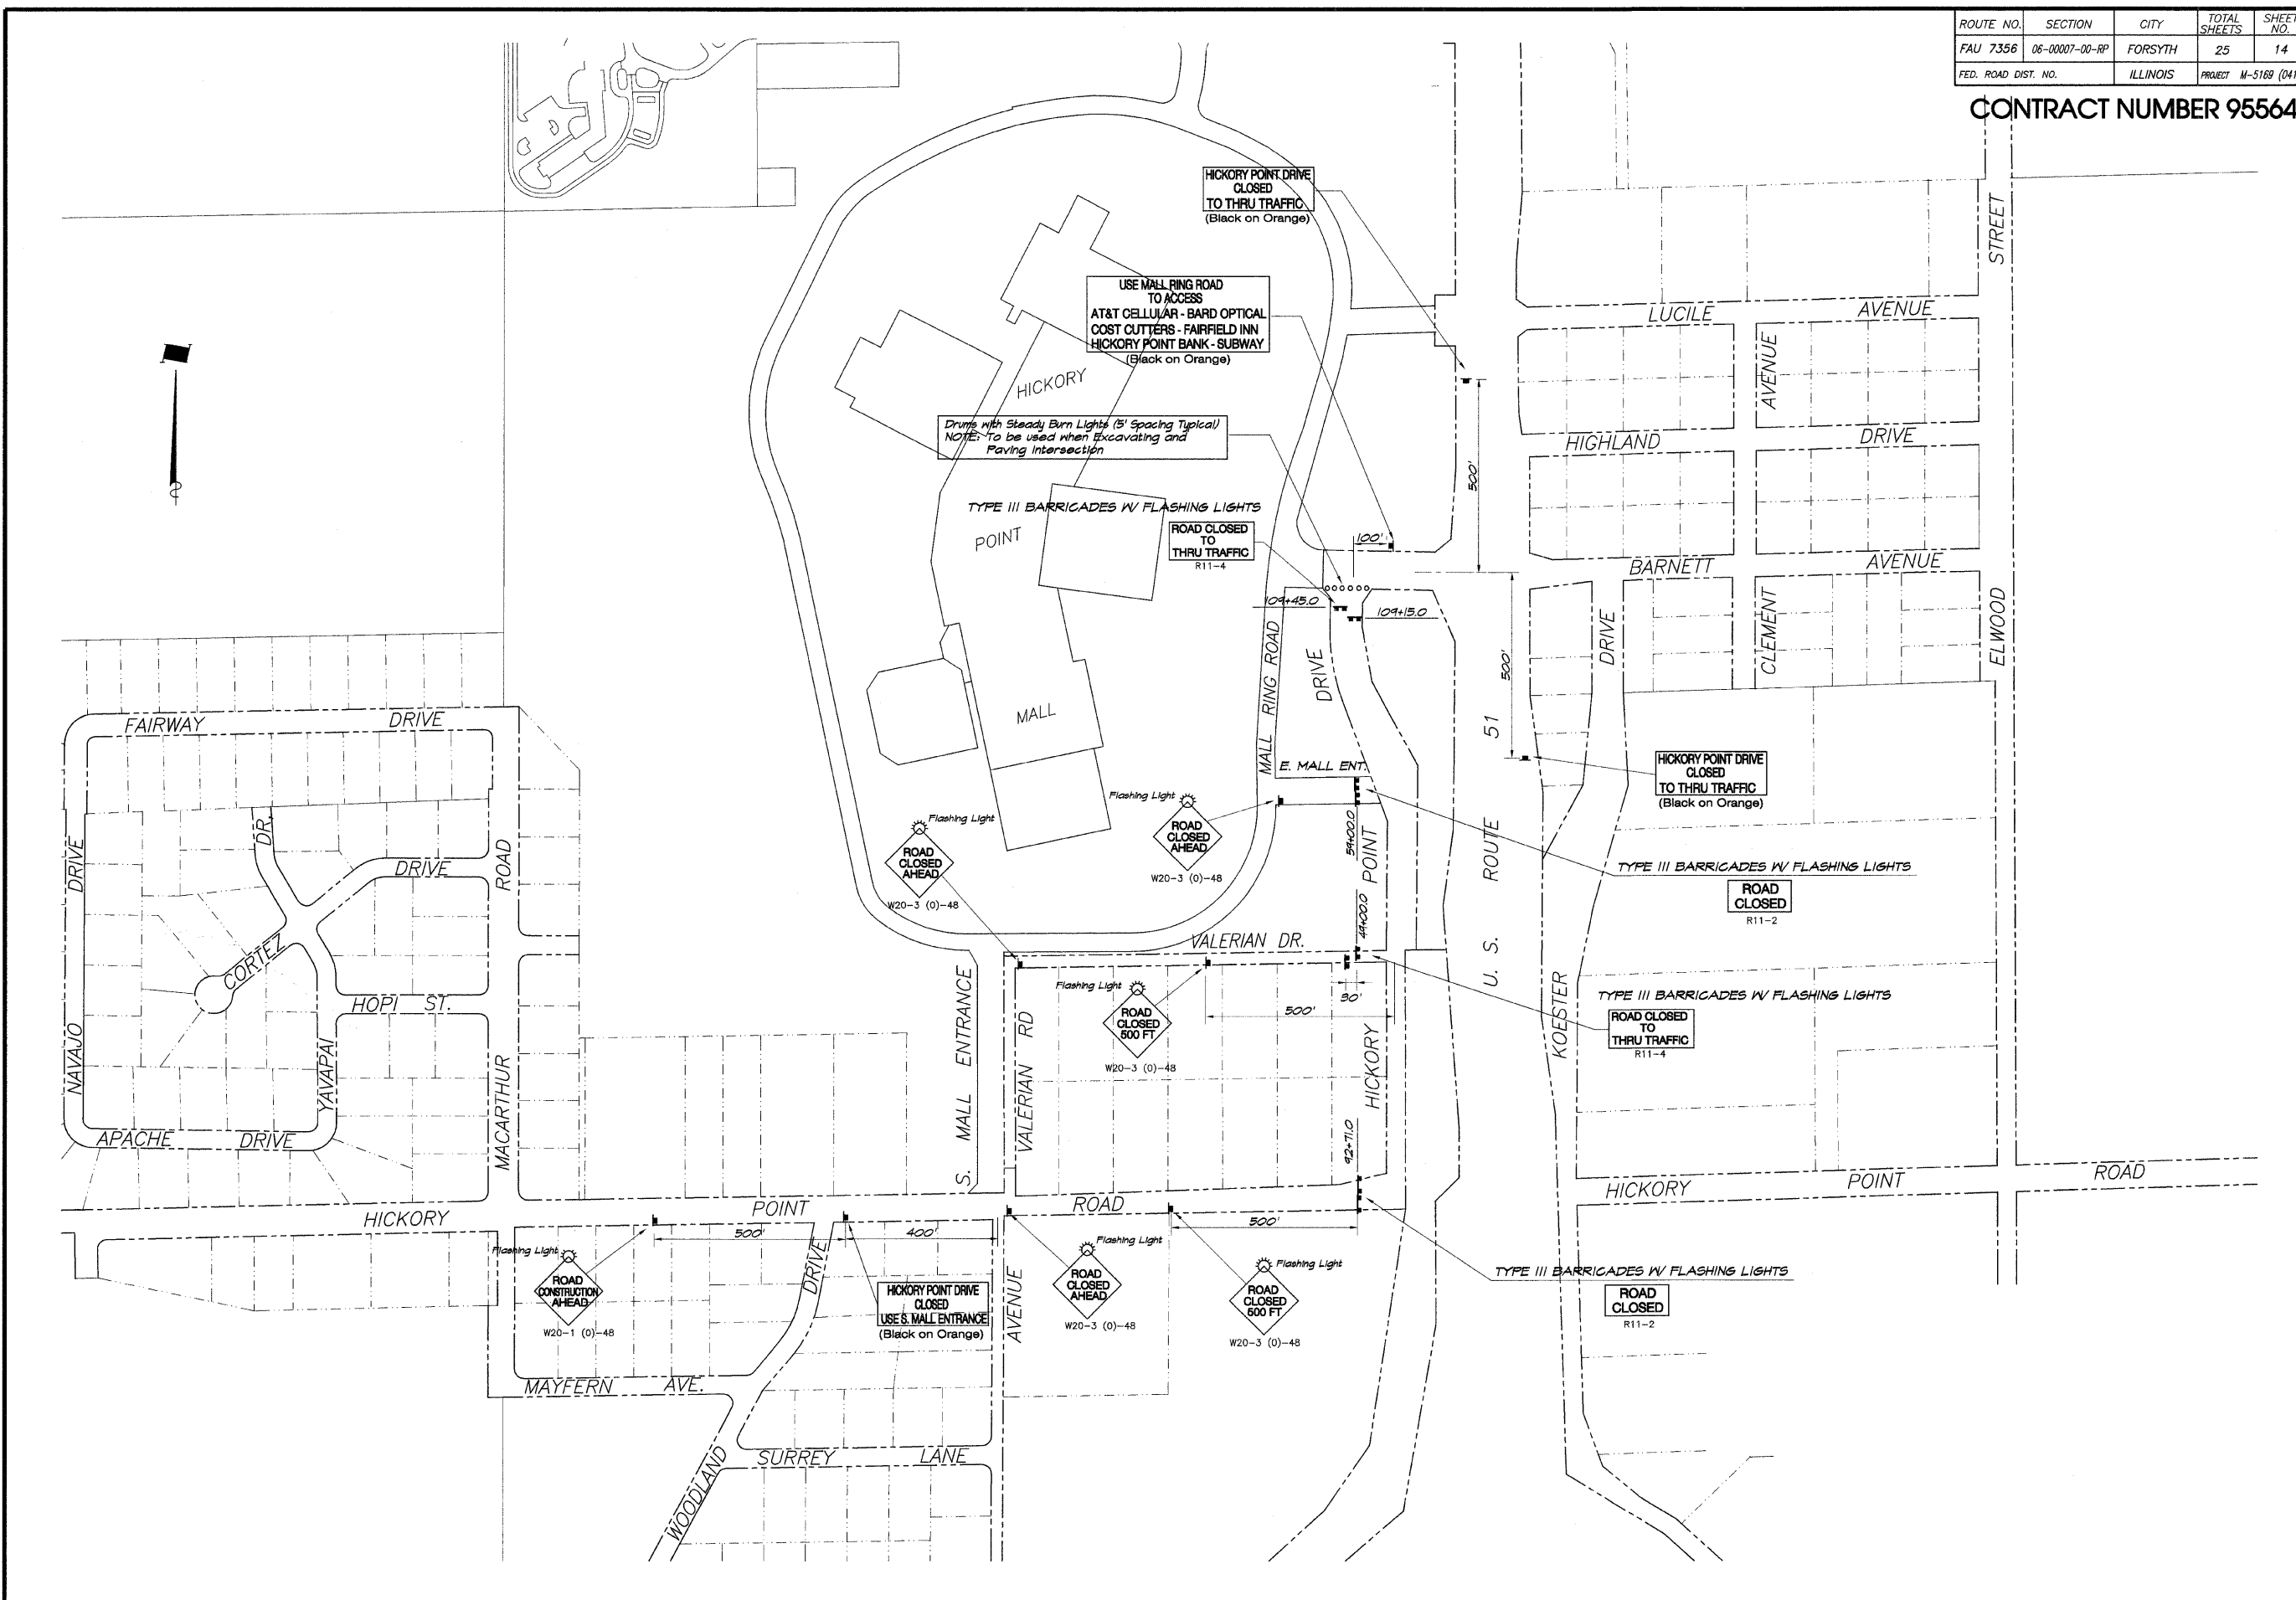 ROUTE NO. SECTION CITY TOTAL SHEETS SHEET NO.
FAU 7356 06-00007-00-RP FORSYTH 25 14
FED. ROAD DIST. NO. ILLINOIS PROJECT M-5169 (041
CONTRACT NUMBER 95564
HICKORY POINT DRIVE
CLOSED
TO THRU TRAFFIC
(Black on Orange)
STREET
USE MALL RING ROAD
TO ACCESS
AT&T CELLULAR - BARD OPTICAL
COST CUTTERS - FAIRFIELD INN
HICKORY POINT BANK - SUBWAY
(Black on Orange)
LUCILE AVENUE
AVENUE
HICKORY
Drums with Steady Burn Lights (5' Spacing Typical)
NOTE: To be used when Excavating and
Paving Intersection
HIGHLAND DRIVE
500'
TYPE III BARRICADES W/ FLASHING LIGHTS
ROAD CLOSED
TO
THRU TRAFFIC
R11-4
POINT
100'
BARNETT AVENUE
109+45.0
109+15.0
MALL RING ROAD
DRIVE
DRIVE
CLEMENT
ELWOOD
500'
MALL
FAIRWAY DRIVE
U. S. ROUTE 51
E. MALL ENT.
HICKORY POINT DRIVE
CLOSED
TO THRU TRAFFIC
(Black on Orange)
Flashing Light
ROAD
CLOSED
AHEAD
W20-3 (0)-48
Flashing Light
ROAD
CLOSED
AHEAD
W20-3 (0)-48
59+00.0
POINT
DR.
DRIVE
DRIVE
ROAD
TYPE III BARRICADES W/ FLASHING LIGHTS
ROAD
CLOSED
R11-2
49+00.0
VALERIAN DR.
CORTEZ
HOPI ST.
NAVAJO
YAVAPAI
MACARTHUR
S. MALL ENTRANCE
VALERIAN RD
Flashing Light
ROAD
CLOSED
500 FT
W20-3 (0)-48
30'
500'
HICKORY
KOESTER
TYPE III BARRICADES W/ FLASHING LIGHTS
ROAD CLOSED
TO
THRU TRAFFIC
R11-4
APACHE DRIVE
92+71.0
HICKORY POINT ROAD
HICKORY POINT ROAD
500'
400'
500'
Flashing Light
ROAD
CONSTRUCTION
AHEAD
W20-1 (0)-48
DRIVE
HICKORY POINT DRIVE
CLOSED
USE S. MALL ENTRANCE
(Black on Orange)
AVENUE
Flashing Light
ROAD
CLOSED
AHEAD
W20-3 (0)-48
Flashing Light
ROAD
CLOSED
500 FT
W20-3 (0)-48
TYPE III BARRICADES W/ FLASHING LIGHTS
ROAD
CLOSED
R11-2
MAYFERN AVE.
WOODLAND
SURREY LANE